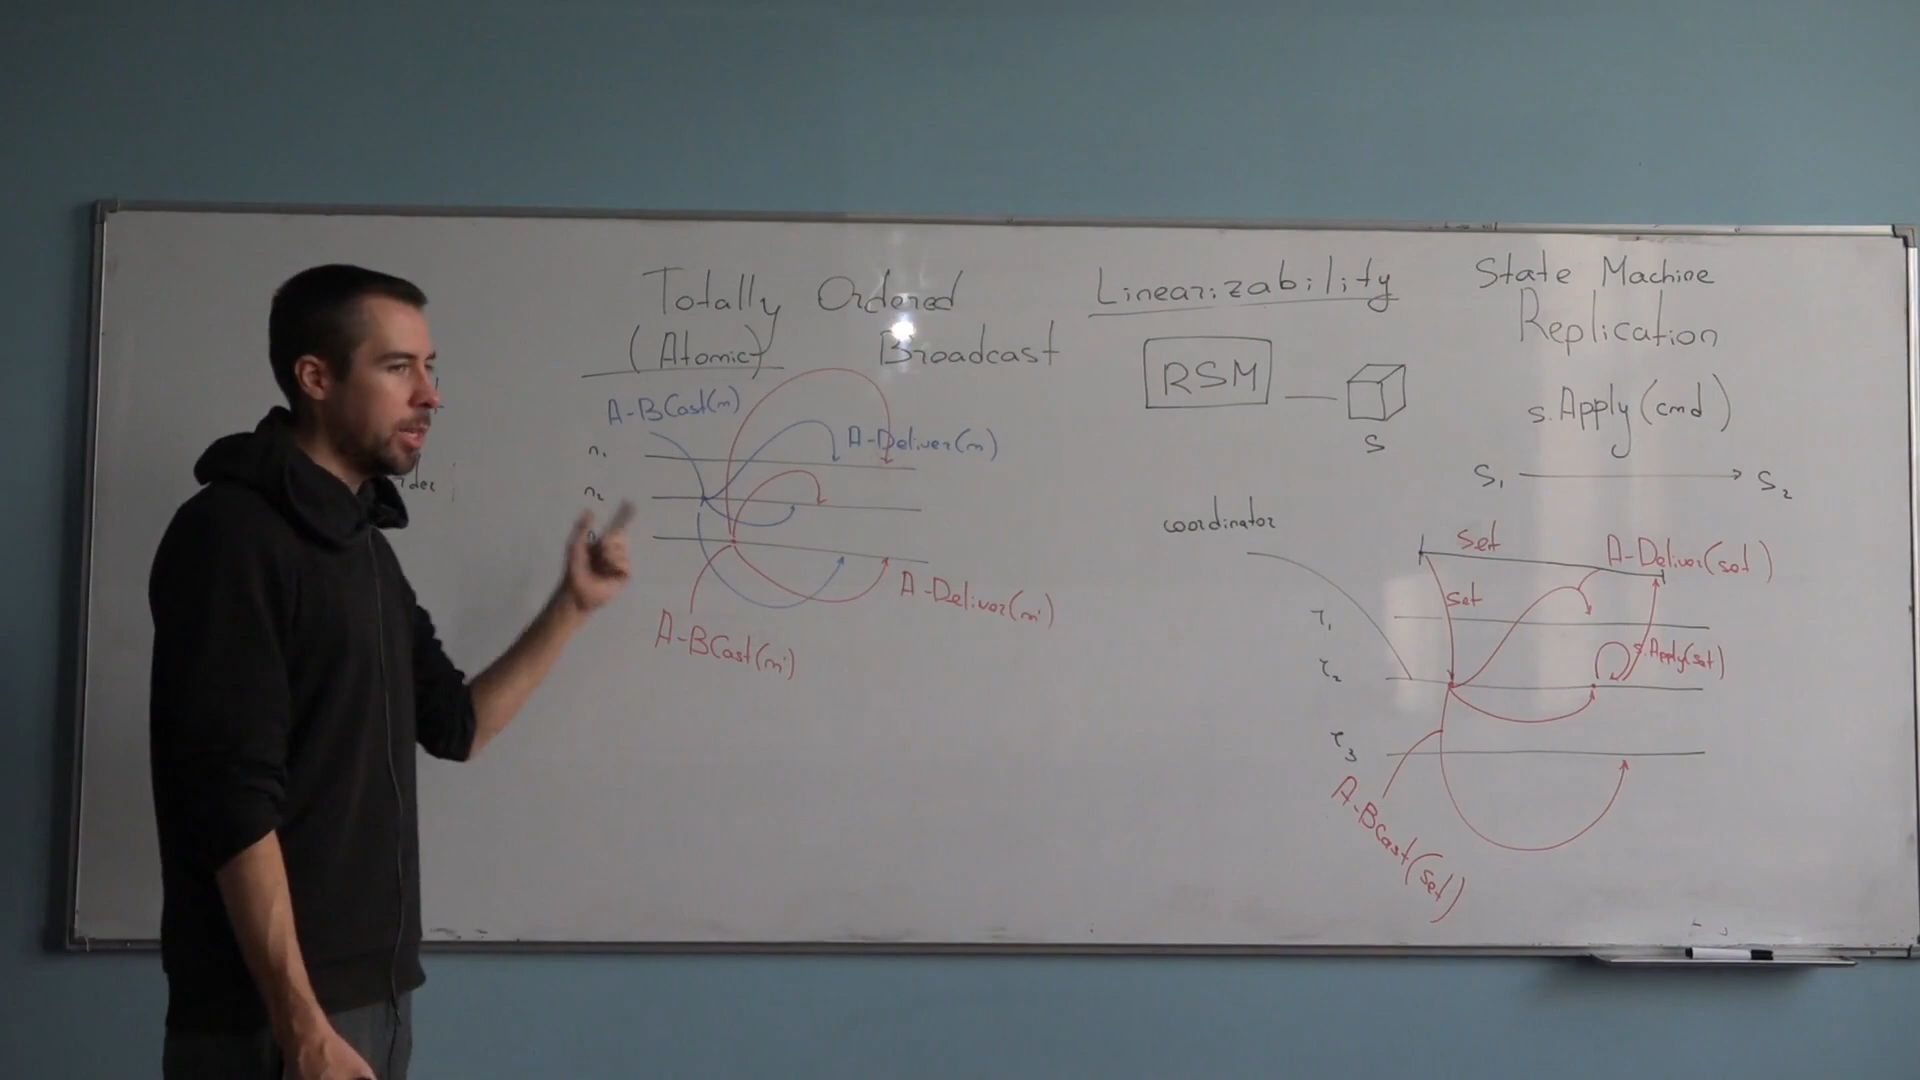 Totally Ordered
(Atomic) Broadcast
A-BCast(m)
A-Deliver(m)
n₁
n₂
A-Deliver(m')
A-BCast(m')
Linearizability
RSM
S
coordinator
State Machine
Replication
s.Apply(cmd)
S₁ S₂
set
A-Deliver(set)
set
r₁
s.Apply(set)
r₂
r₃
A-BCast(set)